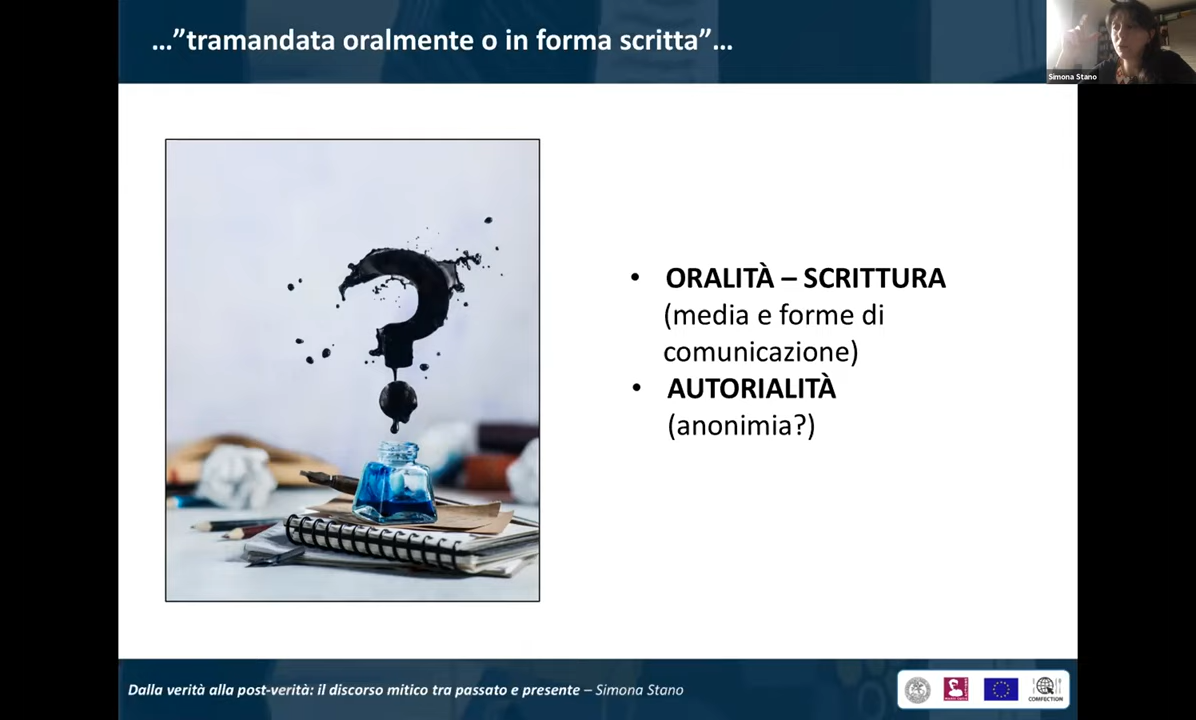 …”tramandata oralmente o in forma scritta”…
Simona Stano
• ORALITÀ – SCRITTURA
(media e forme di
comunicazione)
• AUTORIALITÀ
(anonimia?)
Dalla verità alla post-verità: il discorso mitico tra passato e presente – Simona Stano
COMFECTION